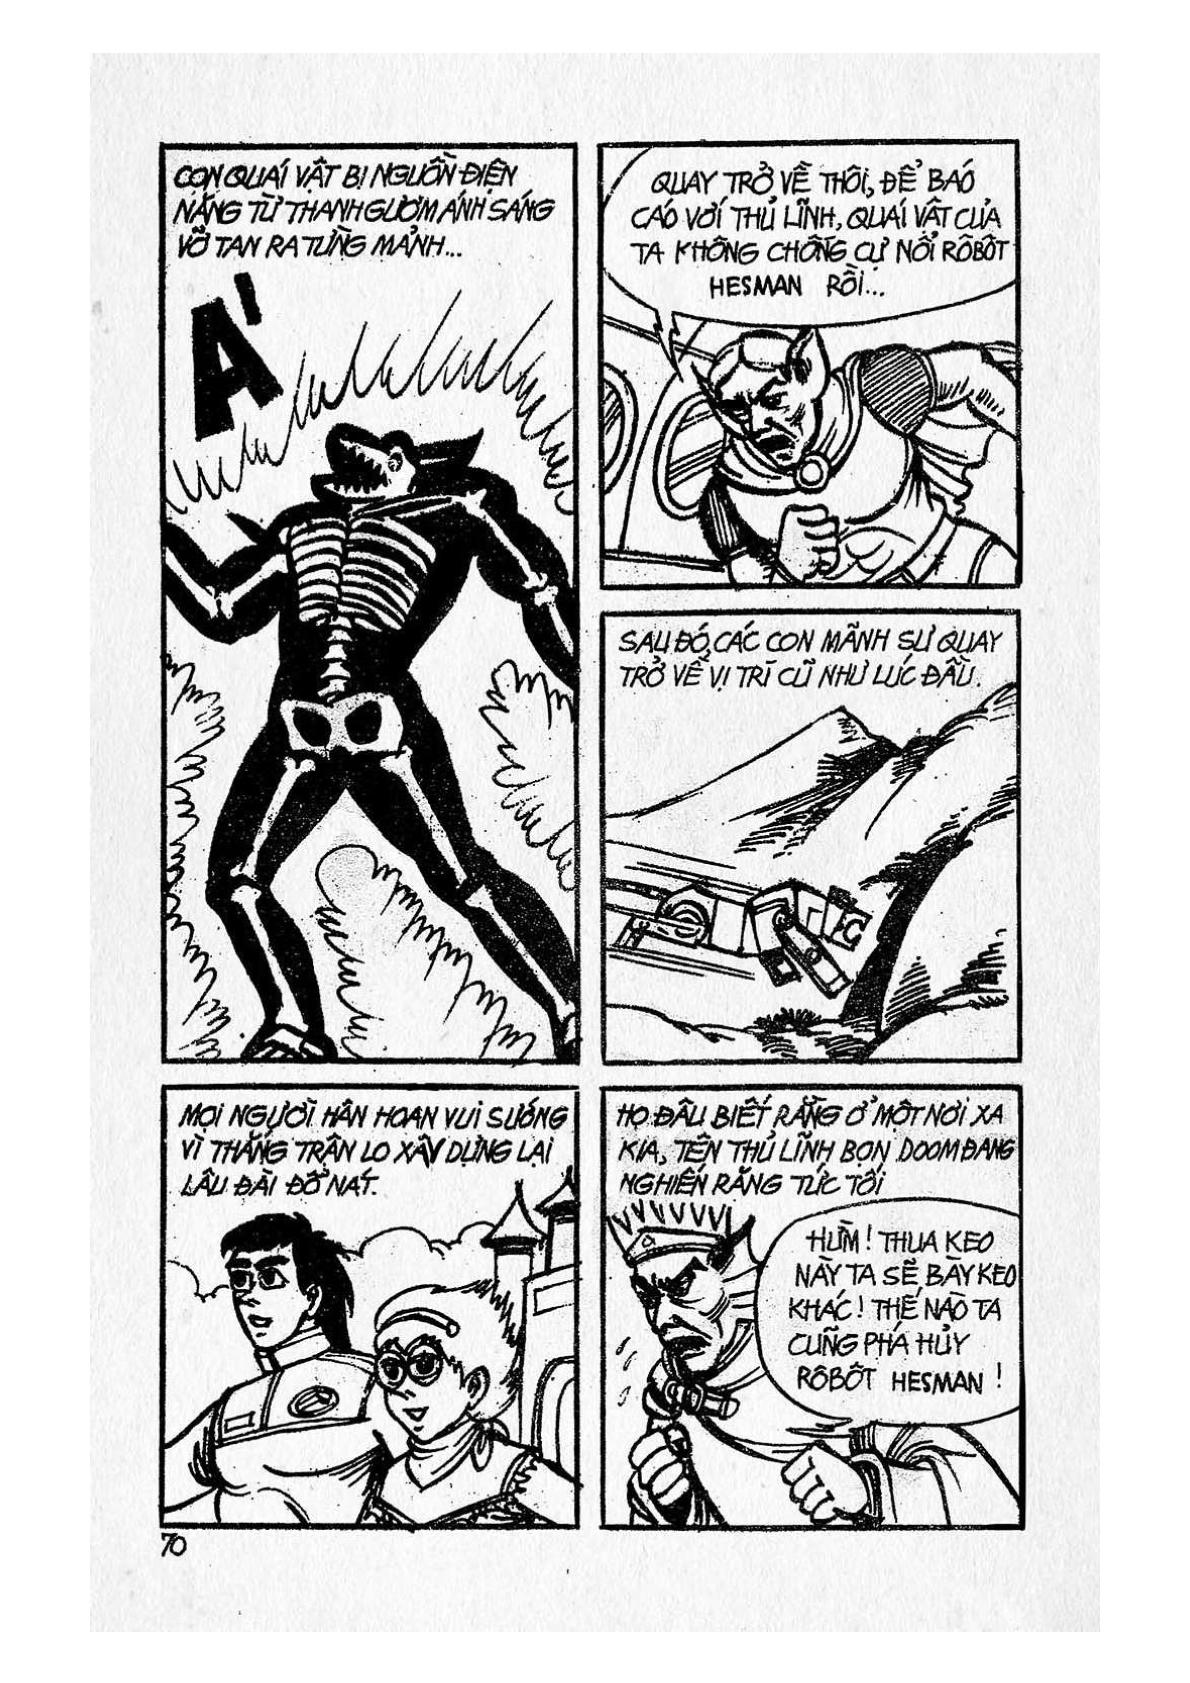 CON QUÁI VẬT BỊ NGUỒN ĐIỆN
NĂNG TỪ THANH GƯƠM ÁNH SÁNG
VỠ TAN RA TỪNG MẢNH...
Á
QUAY TRỞ VỀ THÔI, ĐỂ BÁO
CÁO VỚI THỦ LĨNH, QUÁI VẬT CỦA
TA KHÔNG CHỐNG CỰ NỔI RÔBÔT
HESMAN RỒI...
SAU ĐÓ, CÁC CON MÃNH SƯ QUAY
TRỞ VỀ VỊ TRÍ CŨ NHƯ LÚC ĐẦU.
MỌI NGƯỜI HÂN HOAN VUI SƯỚNG
VÌ THẮNG TRẬN LO XÂY DỰNG LẠI
LÂU ĐÀI ĐỔ NÁT.
HỌ ĐÂU BIẾT RẰNG Ở MỘT NƠI XA
KIA, TÊN THỦ LĨNH BỌN DOOM ĐANG
NGHIẾN RĂNG TỨC TỐI
HỪM! THUA KEO
NÀY TA SẼ BÀY KEO
KHÁC! THẾ NÀO TA
CŨNG PHÁ HỦY
RÔBÔT HESMAN!
70